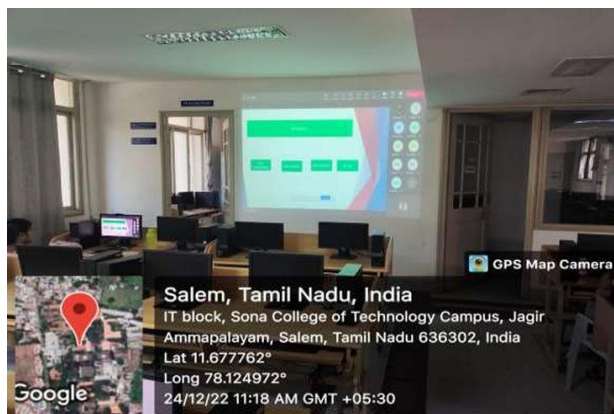 GPS Map Camera
Salem, Tamil Nadu, India
IT block, Sona College of Technology Campus, Jagir
Ammapalayam, Salem, Tamil Nadu 636302, India
Lat 11.677762°
Long 78.124972°
24/12/22 11:18 AM GMT +05:30
Google